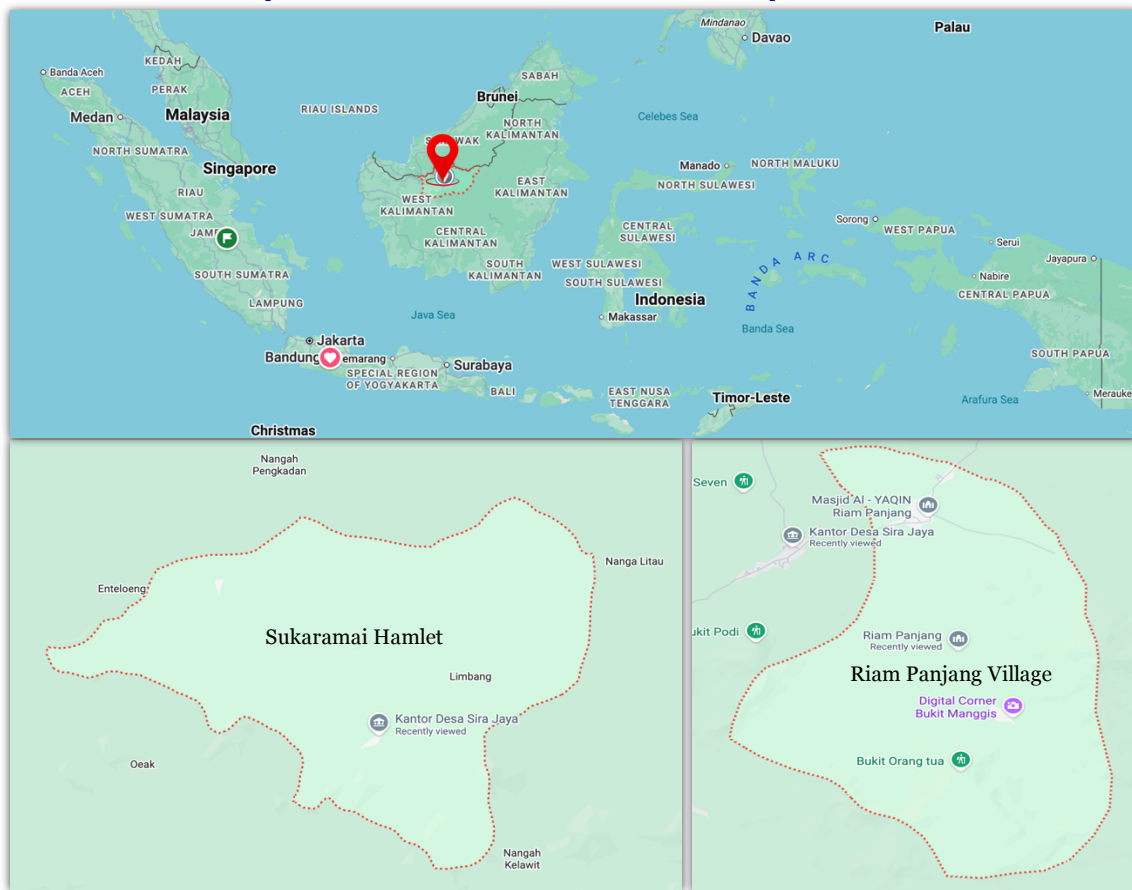 Mindanao
Davao
Palau
KEDAH
Banda Aceh
ACEH
PERAK
SABAH
Medan
Malaysia
RIAU ISLANDS
Brunei
Celebes Sea
NORTH
KALIMANTAN
NORTH SUMATRA
Singapore
Manado
NORTH MALUKU
RIAU
EAST
KALIMANTAN
NORTH SULAWESI
WEST
KALIMANTAN
WEST SUMATRA
Sorong
WEST PAPUA
CENTRAL
KALIMANTAN
CENTRAL
SULAWESI
Serui
JAM
BANDA ARC
Jayapura
SOUTH SUMATRA
SOUTH
KALIMANTAN
WEST SULAWESI
SOUTH SULAWESI
Nabire
CENTRAL PAPUA
LAMPUNG
Indonesia
Java Sea
Makassar
Banda Sea
Jakarta
Bandung
emarang
Surabaya
SOUTH PAPUA
SPECIAL REGION
OF YOGYAKARTA
BALI
EAST NUSA
TENGGARA
Timor-Leste
Arafura Sea
Merauke
Christmas
Nangah
Pengkadan
Nanga Litau
Enteloeng
Sukaramai Hamlet
Limbang
Kantor Desa Sira Jaya
Recently viewed
Oeak
Nangah
Kelawit
Seven
Masjid Al - YAQIN
Riam Panjang
Kantor Desa Sira Jaya
Recently viewed
ukit Podi
Riam Panjang
Recently viewed
Riam Panjang Village
Digital Corner
Bukit Manggis
Bukit Orang tua